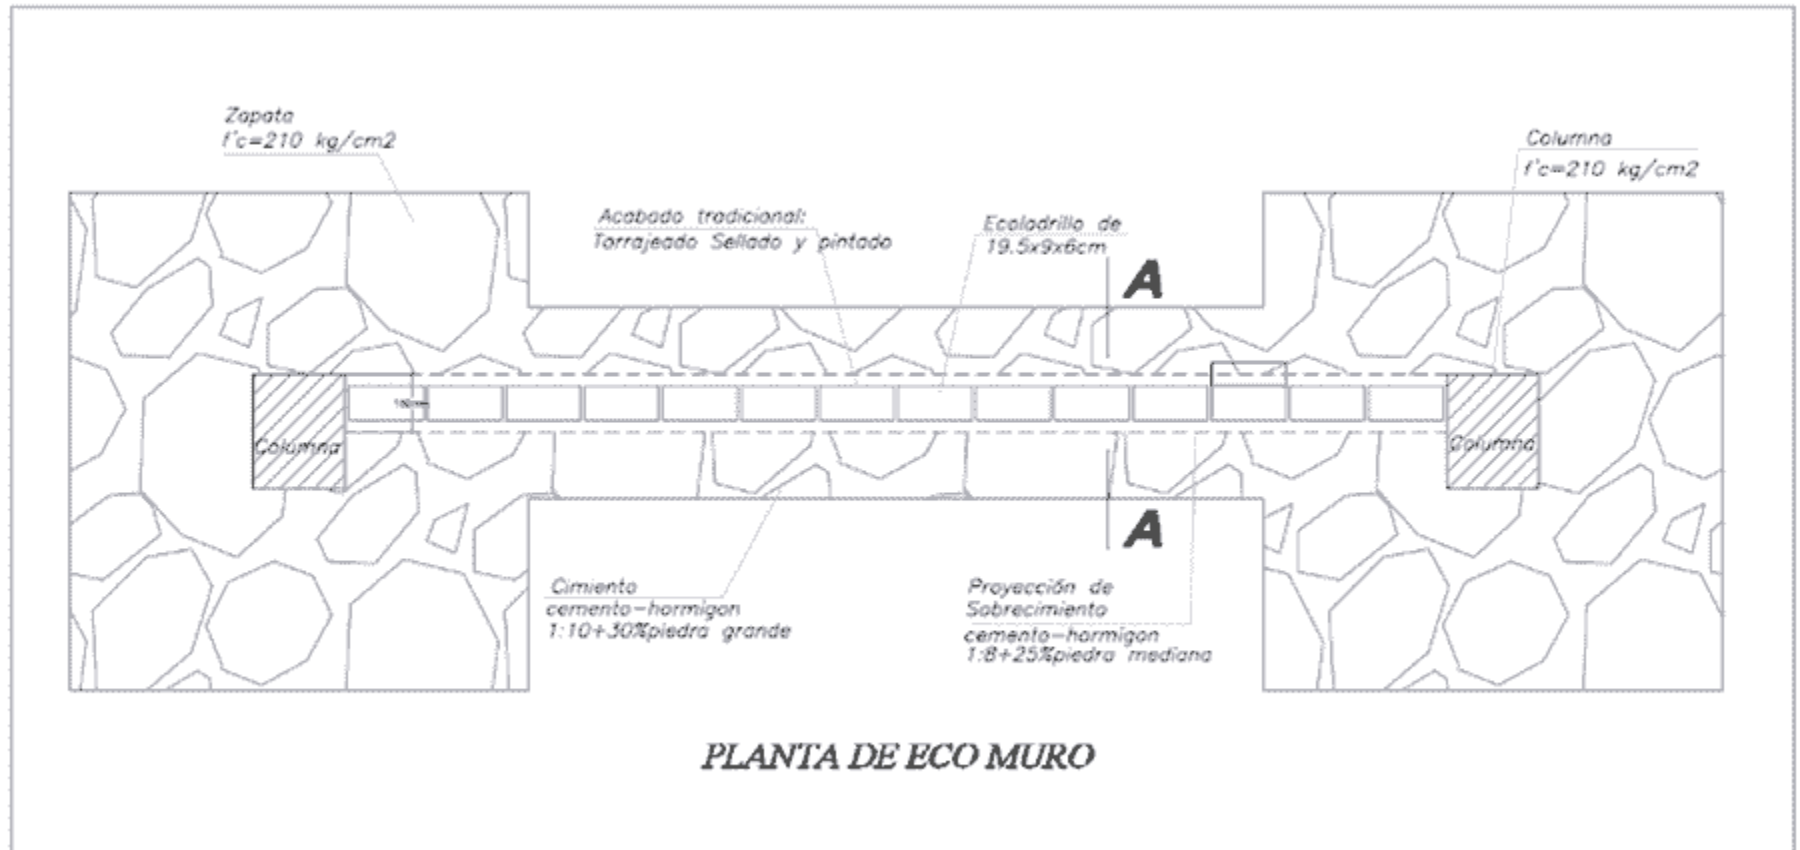 Zapata
f'c=210 kg/cm2
Columna
f'c=210 kg/cm2
Acabado tradicional:
Tarrajeado Sellado y pintado
Ecoladrillo de
19.5x9x6cm
A
Columna
Columna
A
Cimiento
cemento-hormigon
1:10+30%piedra grande
Proyección de
Sobrecimiento
cemento-hormigon
1:8+25%piedra mediana
PLANTA DE ECO MURO